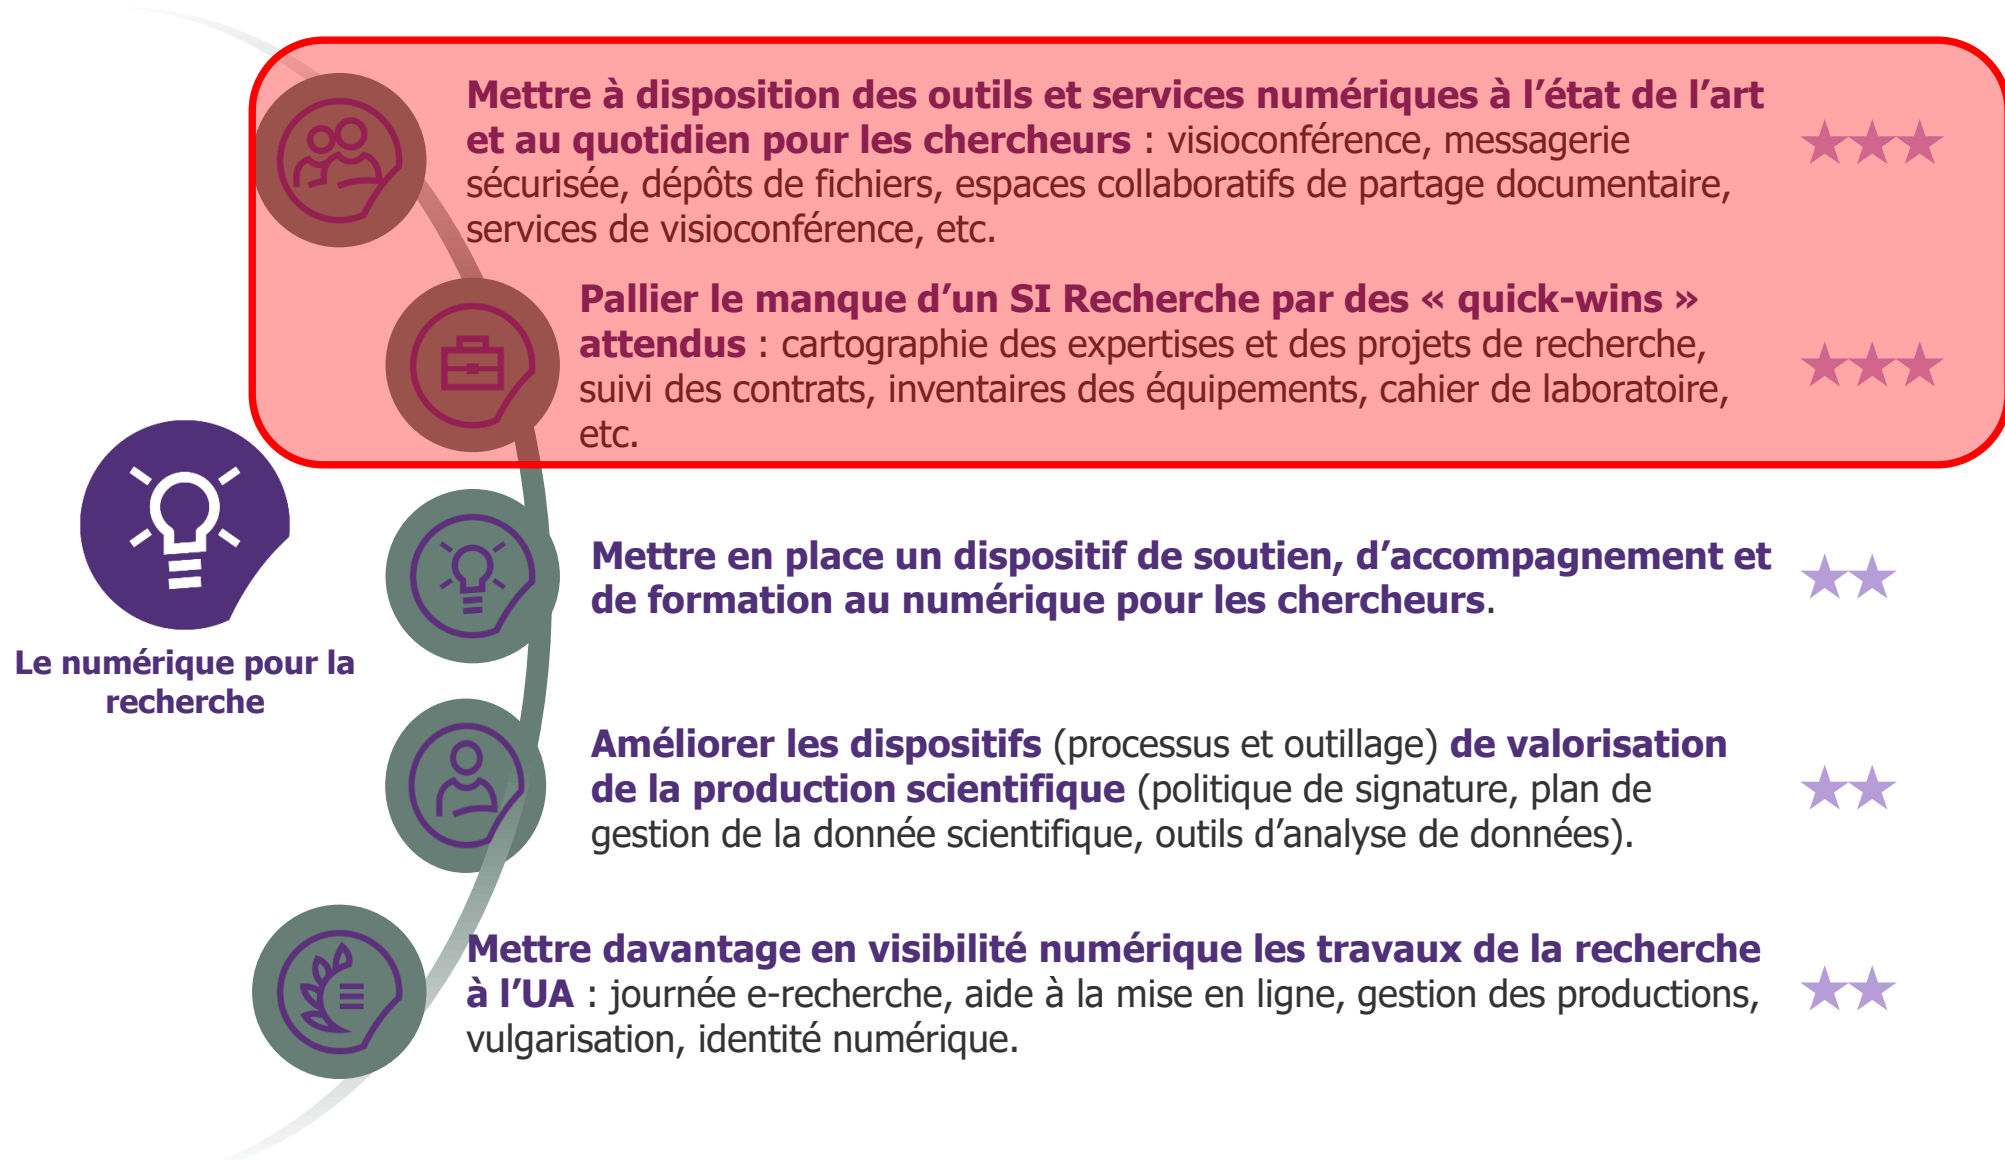 Mettre à disposition des outils et services numériques à l’état de l’art
et au quotidien pour les chercheurs : visioconférence, messagerie
sécurisée, dépôts de fichiers, espaces collaboratifs de partage documentaire,
services de visioconférence, etc.
Pallier le manque d’un SI Recherche par des « quick-wins »
attendus : cartographie des expertises et des projets de recherche,
suivi des contrats, inventaires des équipements, cahier de laboratoire,
etc.
Le numérique pour la
recherche
Mettre en place un dispositif de soutien, d’accompagnement et
de formation au numérique pour les chercheurs.
Améliorer les dispositifs (processus et outillage) de valorisation
de la production scientifique (politique de signature, plan de
gestion de la donnée scientifique, outils d’analyse de données).
Mettre davantage en visibilité numérique les travaux de la recherche
à l’UA : journée e-recherche, aide à la mise en ligne, gestion des productions,
vulgarisation, identité numérique.